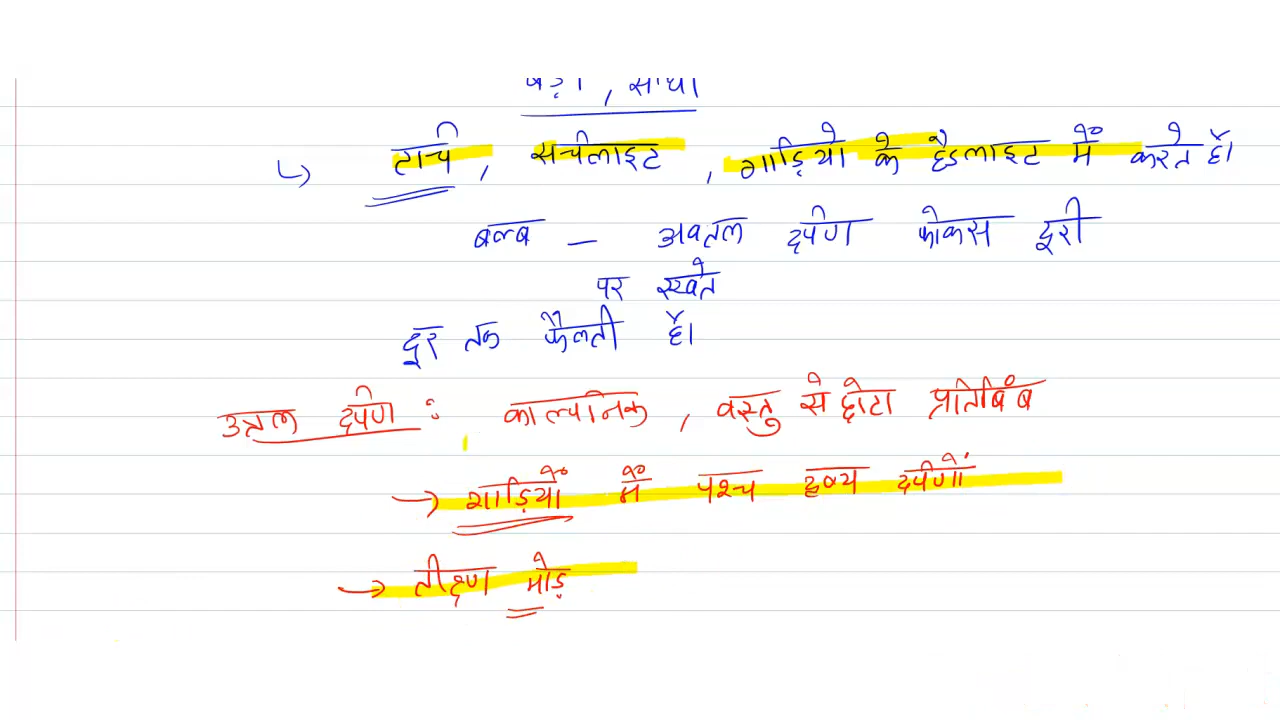 बड़ा, सीधा
↳ टार्च, सर्चलाइट, गाड़ियो के हैडलाइट में करते हैं।
बल्ब – अवतल दर्पण फोकस दूरी
पर रखते
दूर तक फैलती हैं।
उत्तल दर्पण : काल्पनिक, वस्तु से छोटा प्रतिबिंब
→ गाड़ियों में पश्च दृश्य दर्पणों
→ तीक्ष्ण मोड़